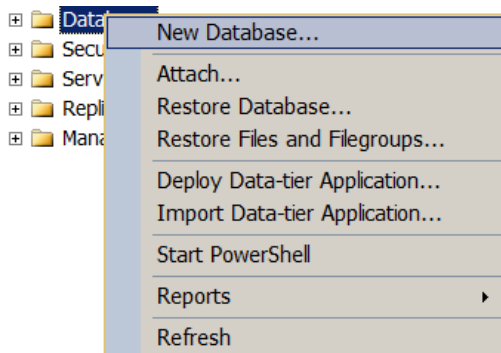 Data
New Database...
Secu
Serv
Attach...
Repli
Restore Database...
Mana
Restore Files and Filegroups...
Deploy Data-tier Application...
Import Data-tier Application...
Start PowerShell
Reports
Refresh